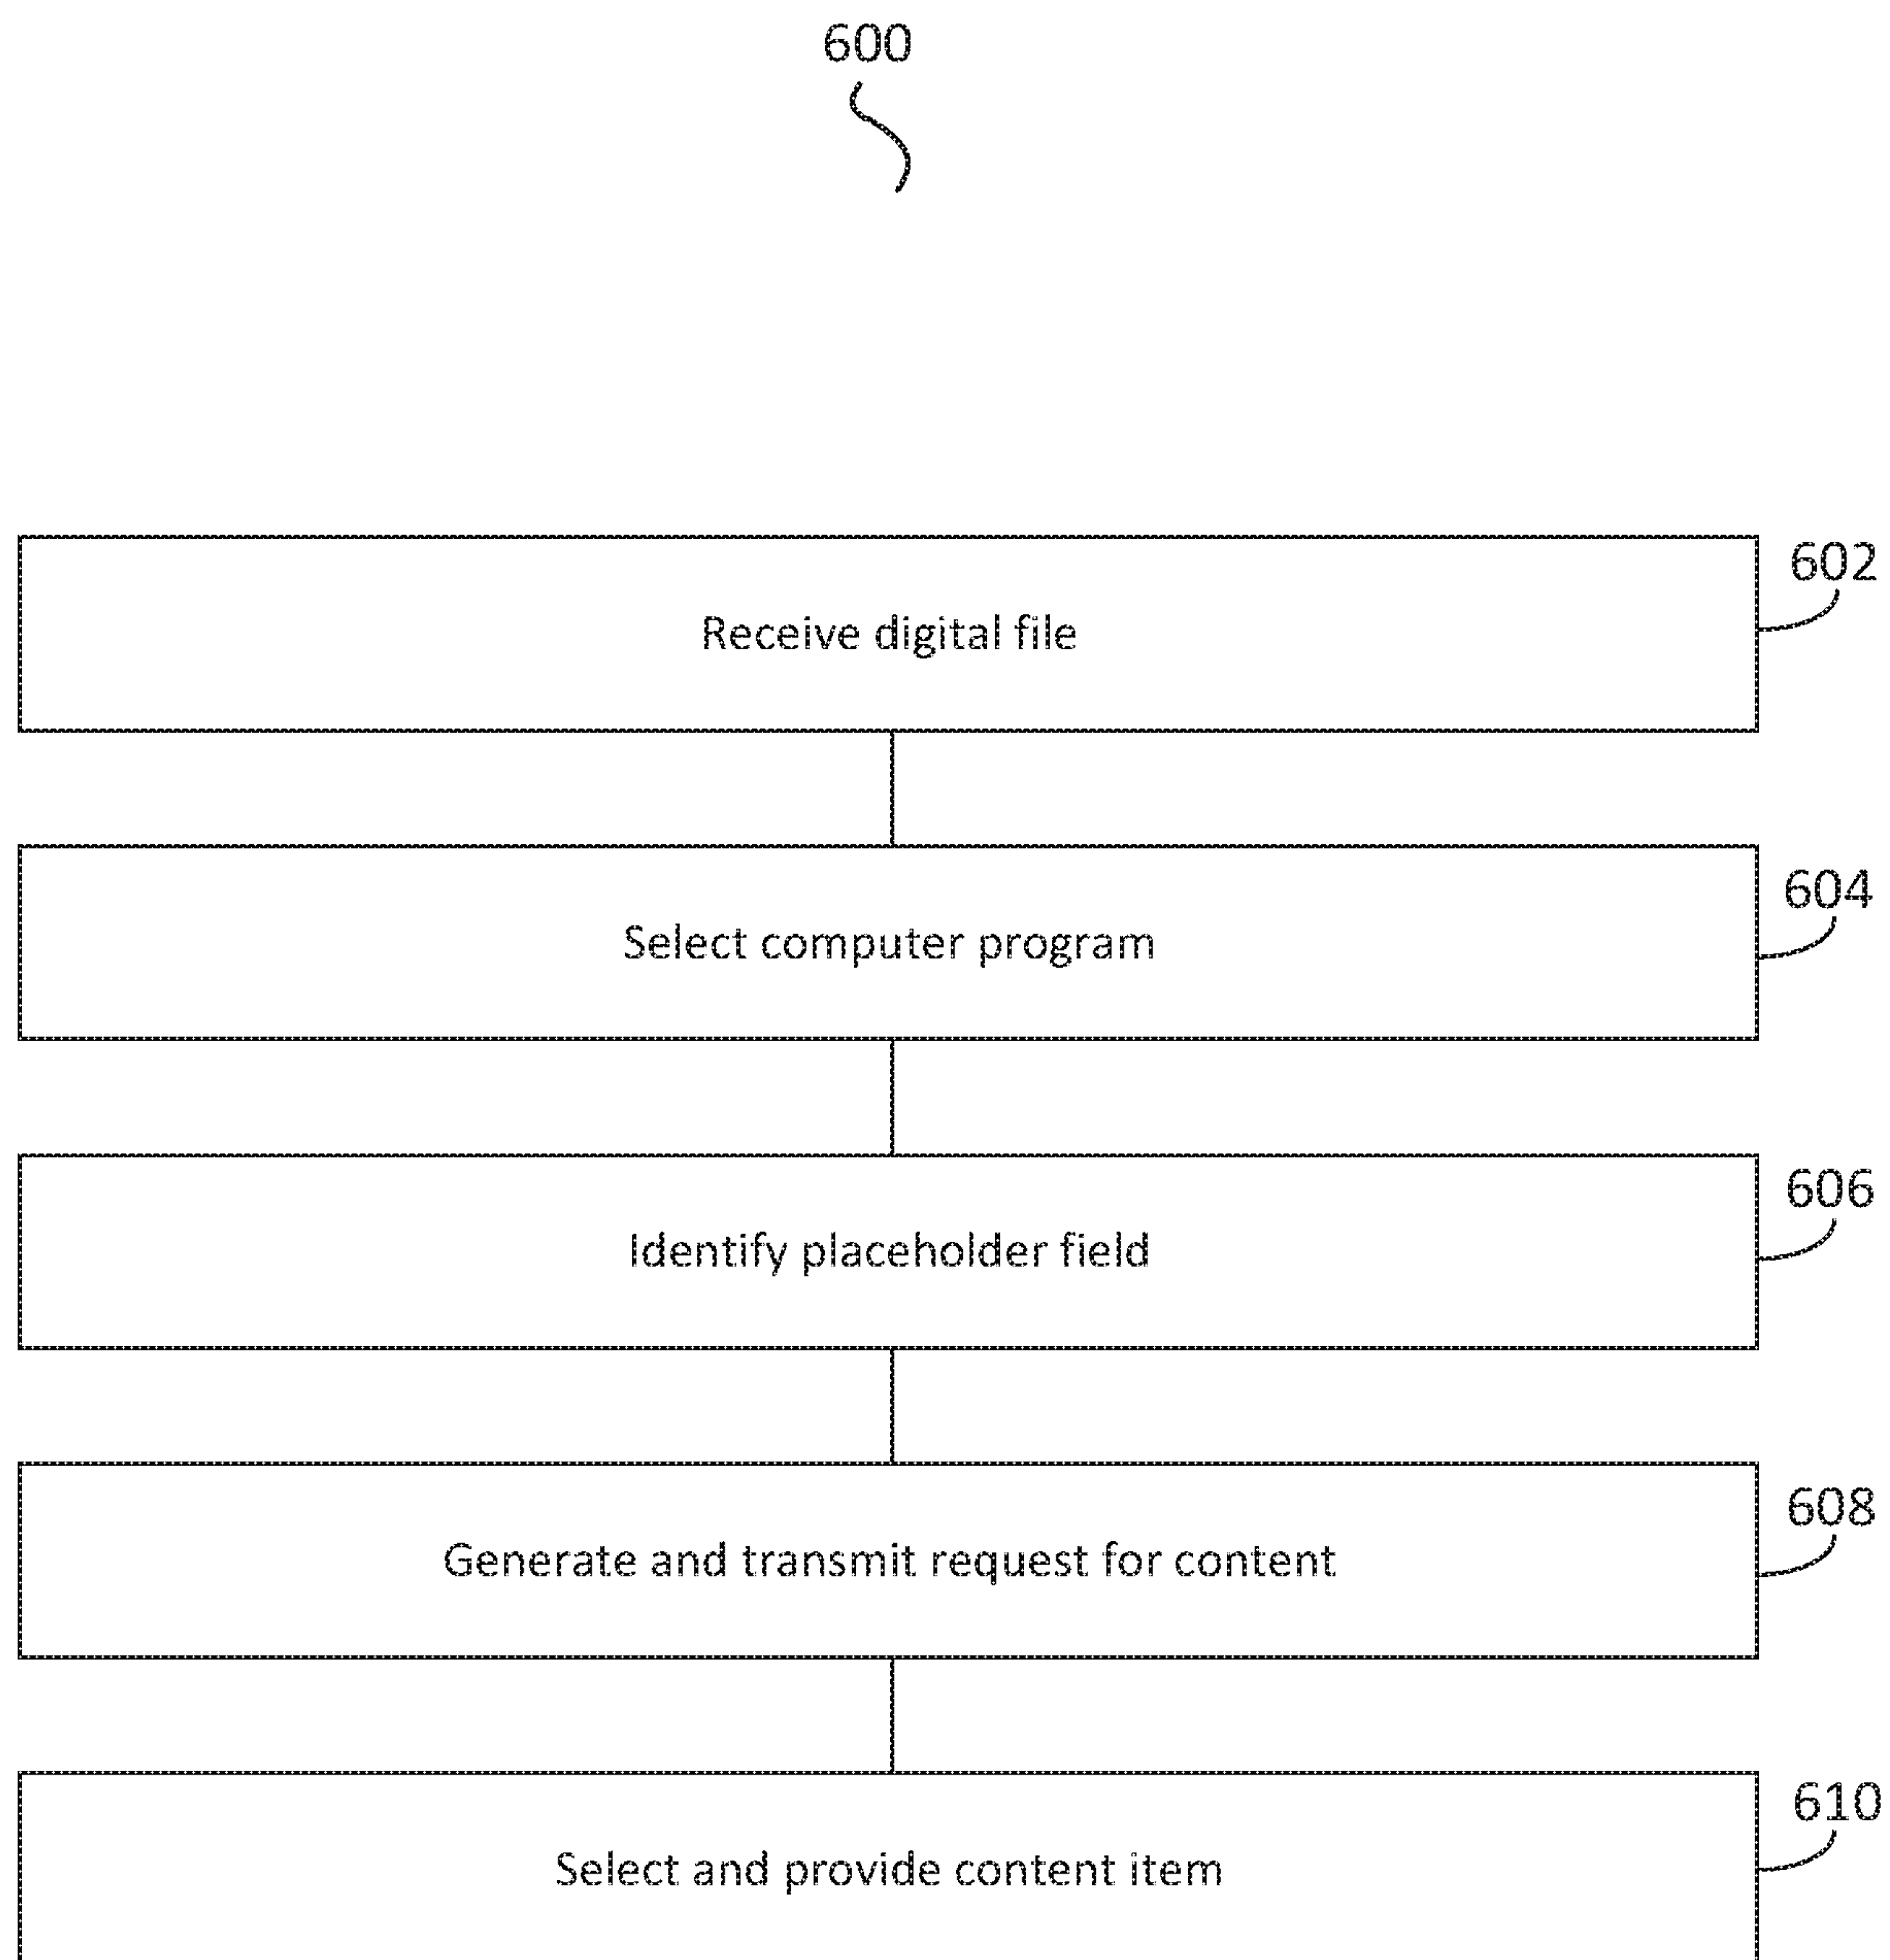 600
602
Receive digital file
604
Select computer program
606
Identify placeholder field
608
Generate and transmit request for content
610
Select and provide content item